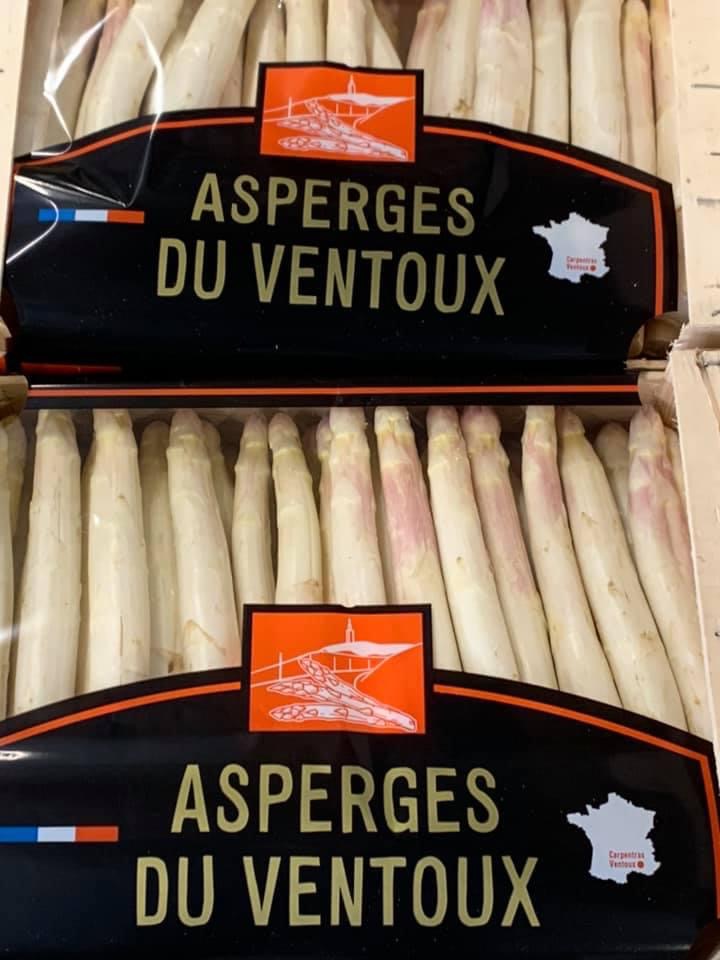 ASPERGES
DU VENTOUX
Carpentras
Ventoux
ASPERGES
DU VENTOUX
Carpentras
Ventoux